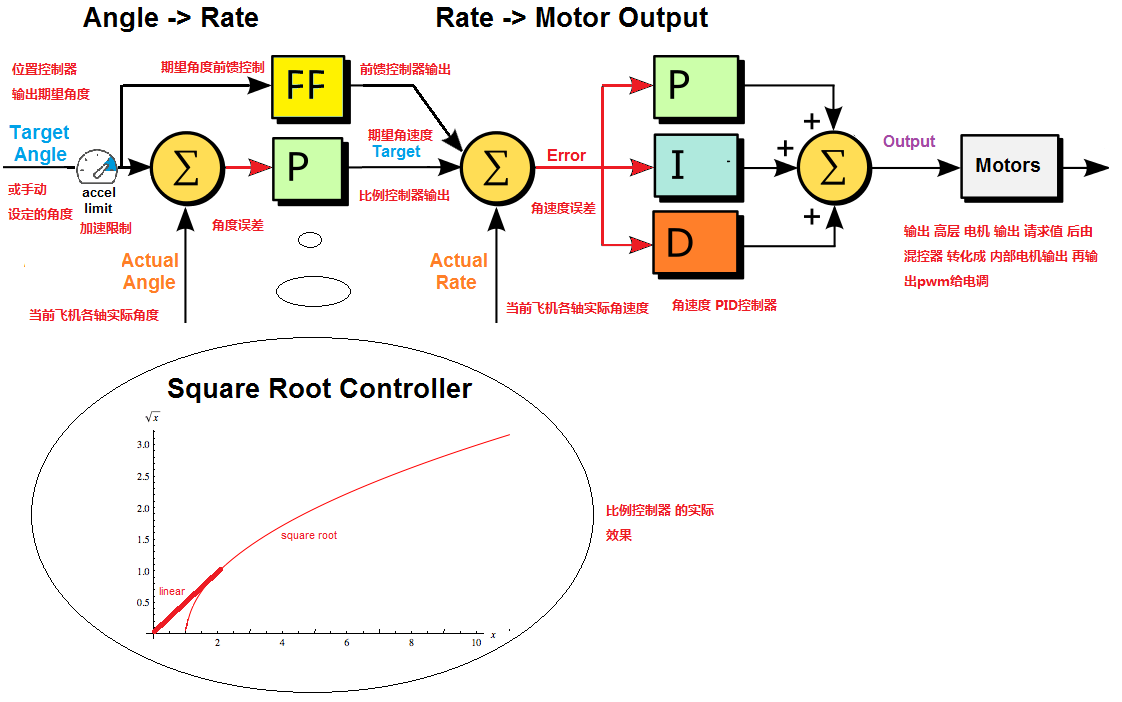 Angle -> Rate
Rate -> Motor Output
位置控制器
输出期望角度
期望角度前馈控制
FF
前馈控制器输出
P
Target
Angle
accel
limit
加速限制
或手动
设定的角度
Σ
角度误差
P
期望角速度
Target
比例控制器输出
Σ
Error
角速度误差
I
D
+
+
+
Σ
Output
Motors
Actual
Angle
当前飞机各轴实际角度
Actual
Rate
当前飞机各轴实际角速度
角速度 PID控制器
输出 高层 电机 输出 请求值 后由
混控器 转化成 内部电机输出 再输
出pwm给电调
Square Root Controller
√x
3.0
2.5
2.0
1.5
1.0
0.5
square root
linear
2
4
6
8
10
x
比例控制器 的实际
效果